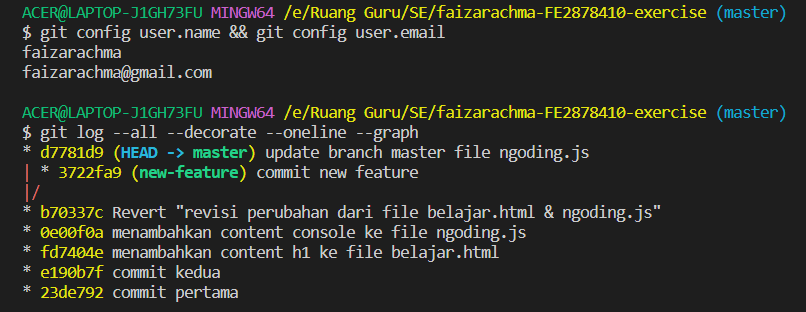 ACER@LAPTOP-J1GH73FU MINGW64 /e/Ruang Guru/SE/faizarachma-FE2878410-exercise (master)
$ git config user.name && git config user.email
faizarachma
faizarachma@gmail.com
ACER@LAPTOP-J1GH73FU MINGW64 /e/Ruang Guru/SE/faizarachma-FE2878410-exercise (master)
$ git log --all --decorate --oneline --graph
* d7781d9 (HEAD -> master) update branch master file ngoding.js
| * 3722fa9 (new-feature) commit new feature
|/
* b70337c Revert "revisi perubahan dari file belajar.html & ngoding.js"
* 0e00f0a menambahkan content console ke file ngoding.js
* fd7404e menambahkan content h1 ke file belajar.html
* e190b7f commit kedua
* 23de792 commit pertama